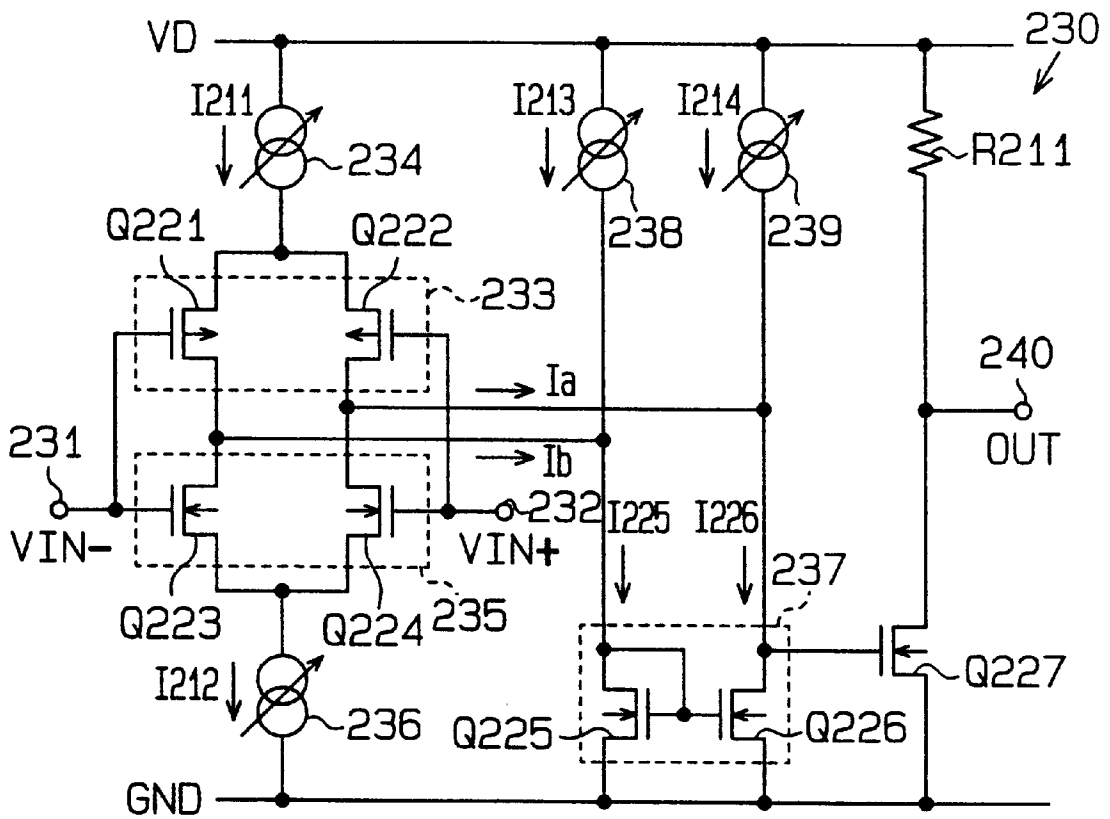 VD
230
I211
I213
I214
234
R211
238
239
Q221
Q222
233
240
Ia
OUT
231
Ib
232
I225
I226
VIN-
VIN+
237
235
Q223
Q224
I212
Q227
236
Q225
Q226
GND